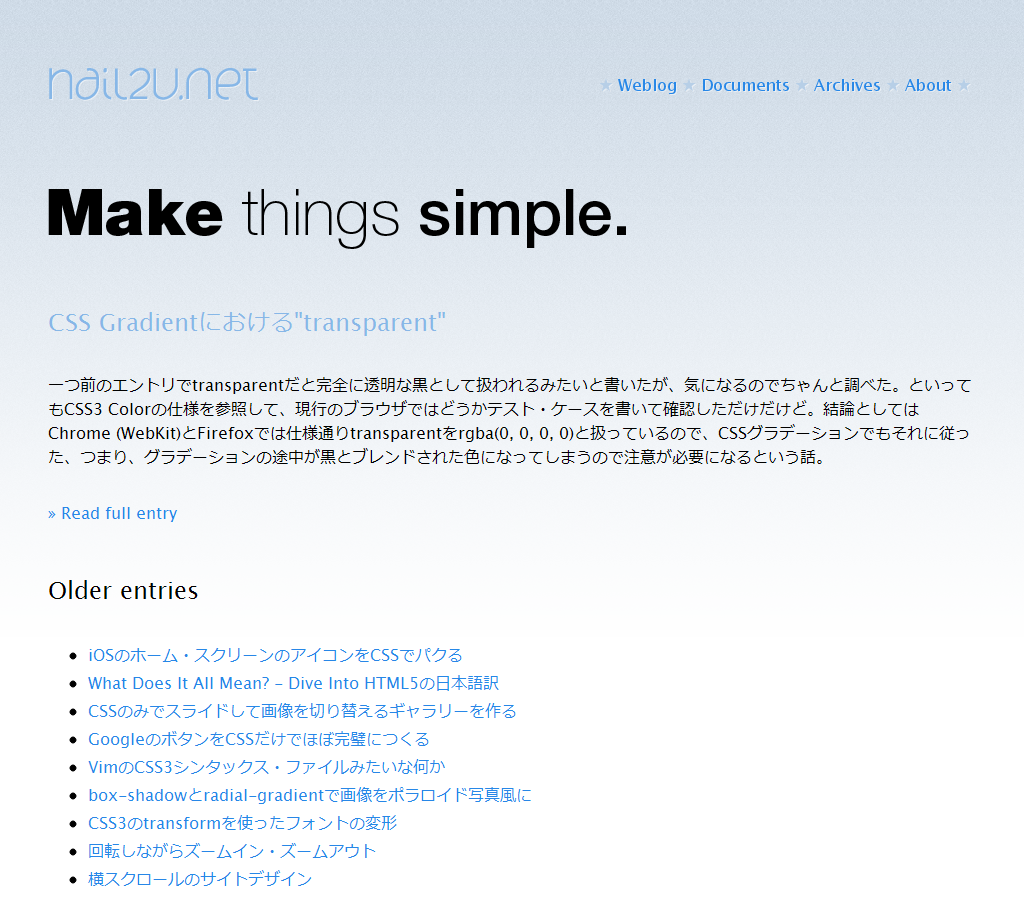 nail2u.net
★ Weblog ★ Documents ★ Archives ★ About ★
Make things simple.
CSS Gradientにおける"transparent"
一つ前のエントリでtransparentだと完全に透明な黒として扱われるみたいと書いたが、気になるのでちゃんと調べた。といって
もCSS3 Colorの仕様を参照して、現行のブラウザではどうかテスト・ケースを書いて確認しただけだけど。結論としては
Chrome (WebKit)とFirefoxでは仕様通りtransparentをrgba(0, 0, 0, 0)と扱っているので、CSSグラデーションでもそれに従っ
た、つまり、グラデーションの途中が黒とブレンドされた色になってしまうので注意が必要になるという話。
» Read full entry
Older entries
• iOSのホーム・スクリーンのアイコンをCSSでパクる
• What Does It All Mean? - Dive Into HTML5の日本語訳
• CSSのみでスライドして画像を切り替えるギャラリーを作る
• GoogleのボタンをCSSだけでほぼ完璧につくる
• VimのCSS3シンタックス・ファイルみたいな何か
• box-shadowとradial-gradientで画像をポラロイド写真風に
• CSS3のtransformを使ったフォントの変形
• 回転しながらズームイン・ズームアウト
• 横スクロールのサイトデザイン